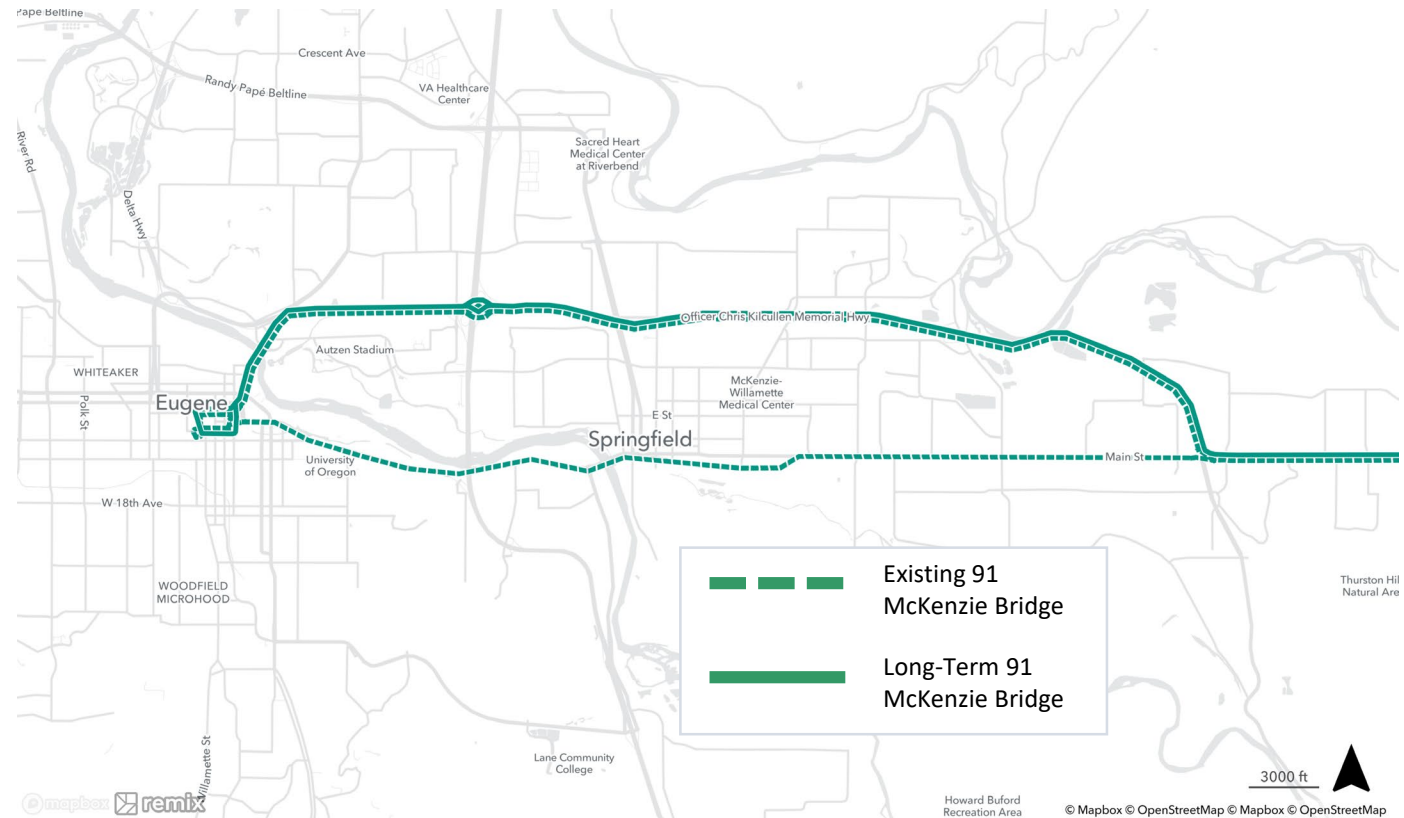 Pape Beltline
Crescent Ave
Randy Papé Beltline
VA Healthcare
Center
River Rd
Sacred Heart
Medical Center
at Riverbend
Delta Hwy
Officer Chris Kilcullen Memorial Hwy
Autzen Stadium
WHITEAKER
McKenzie-
Willamette
Medical Center
Polk St
Eugene
E St
Springfield
University
of Oregon
Main St
W 18th Ave
Existing 91
McKenzie Bridge
WOODFIELD
MICROHOOD
Thurston Hil
Natural Are
Long-Term 91
McKenzie Bridge
Willamette St
Lane Community
College
3000 ft
mapbox remix
Howard Buford
Recreation Area
© Mapbox © OpenStreetMap © Mapbox © OpenStreetMap